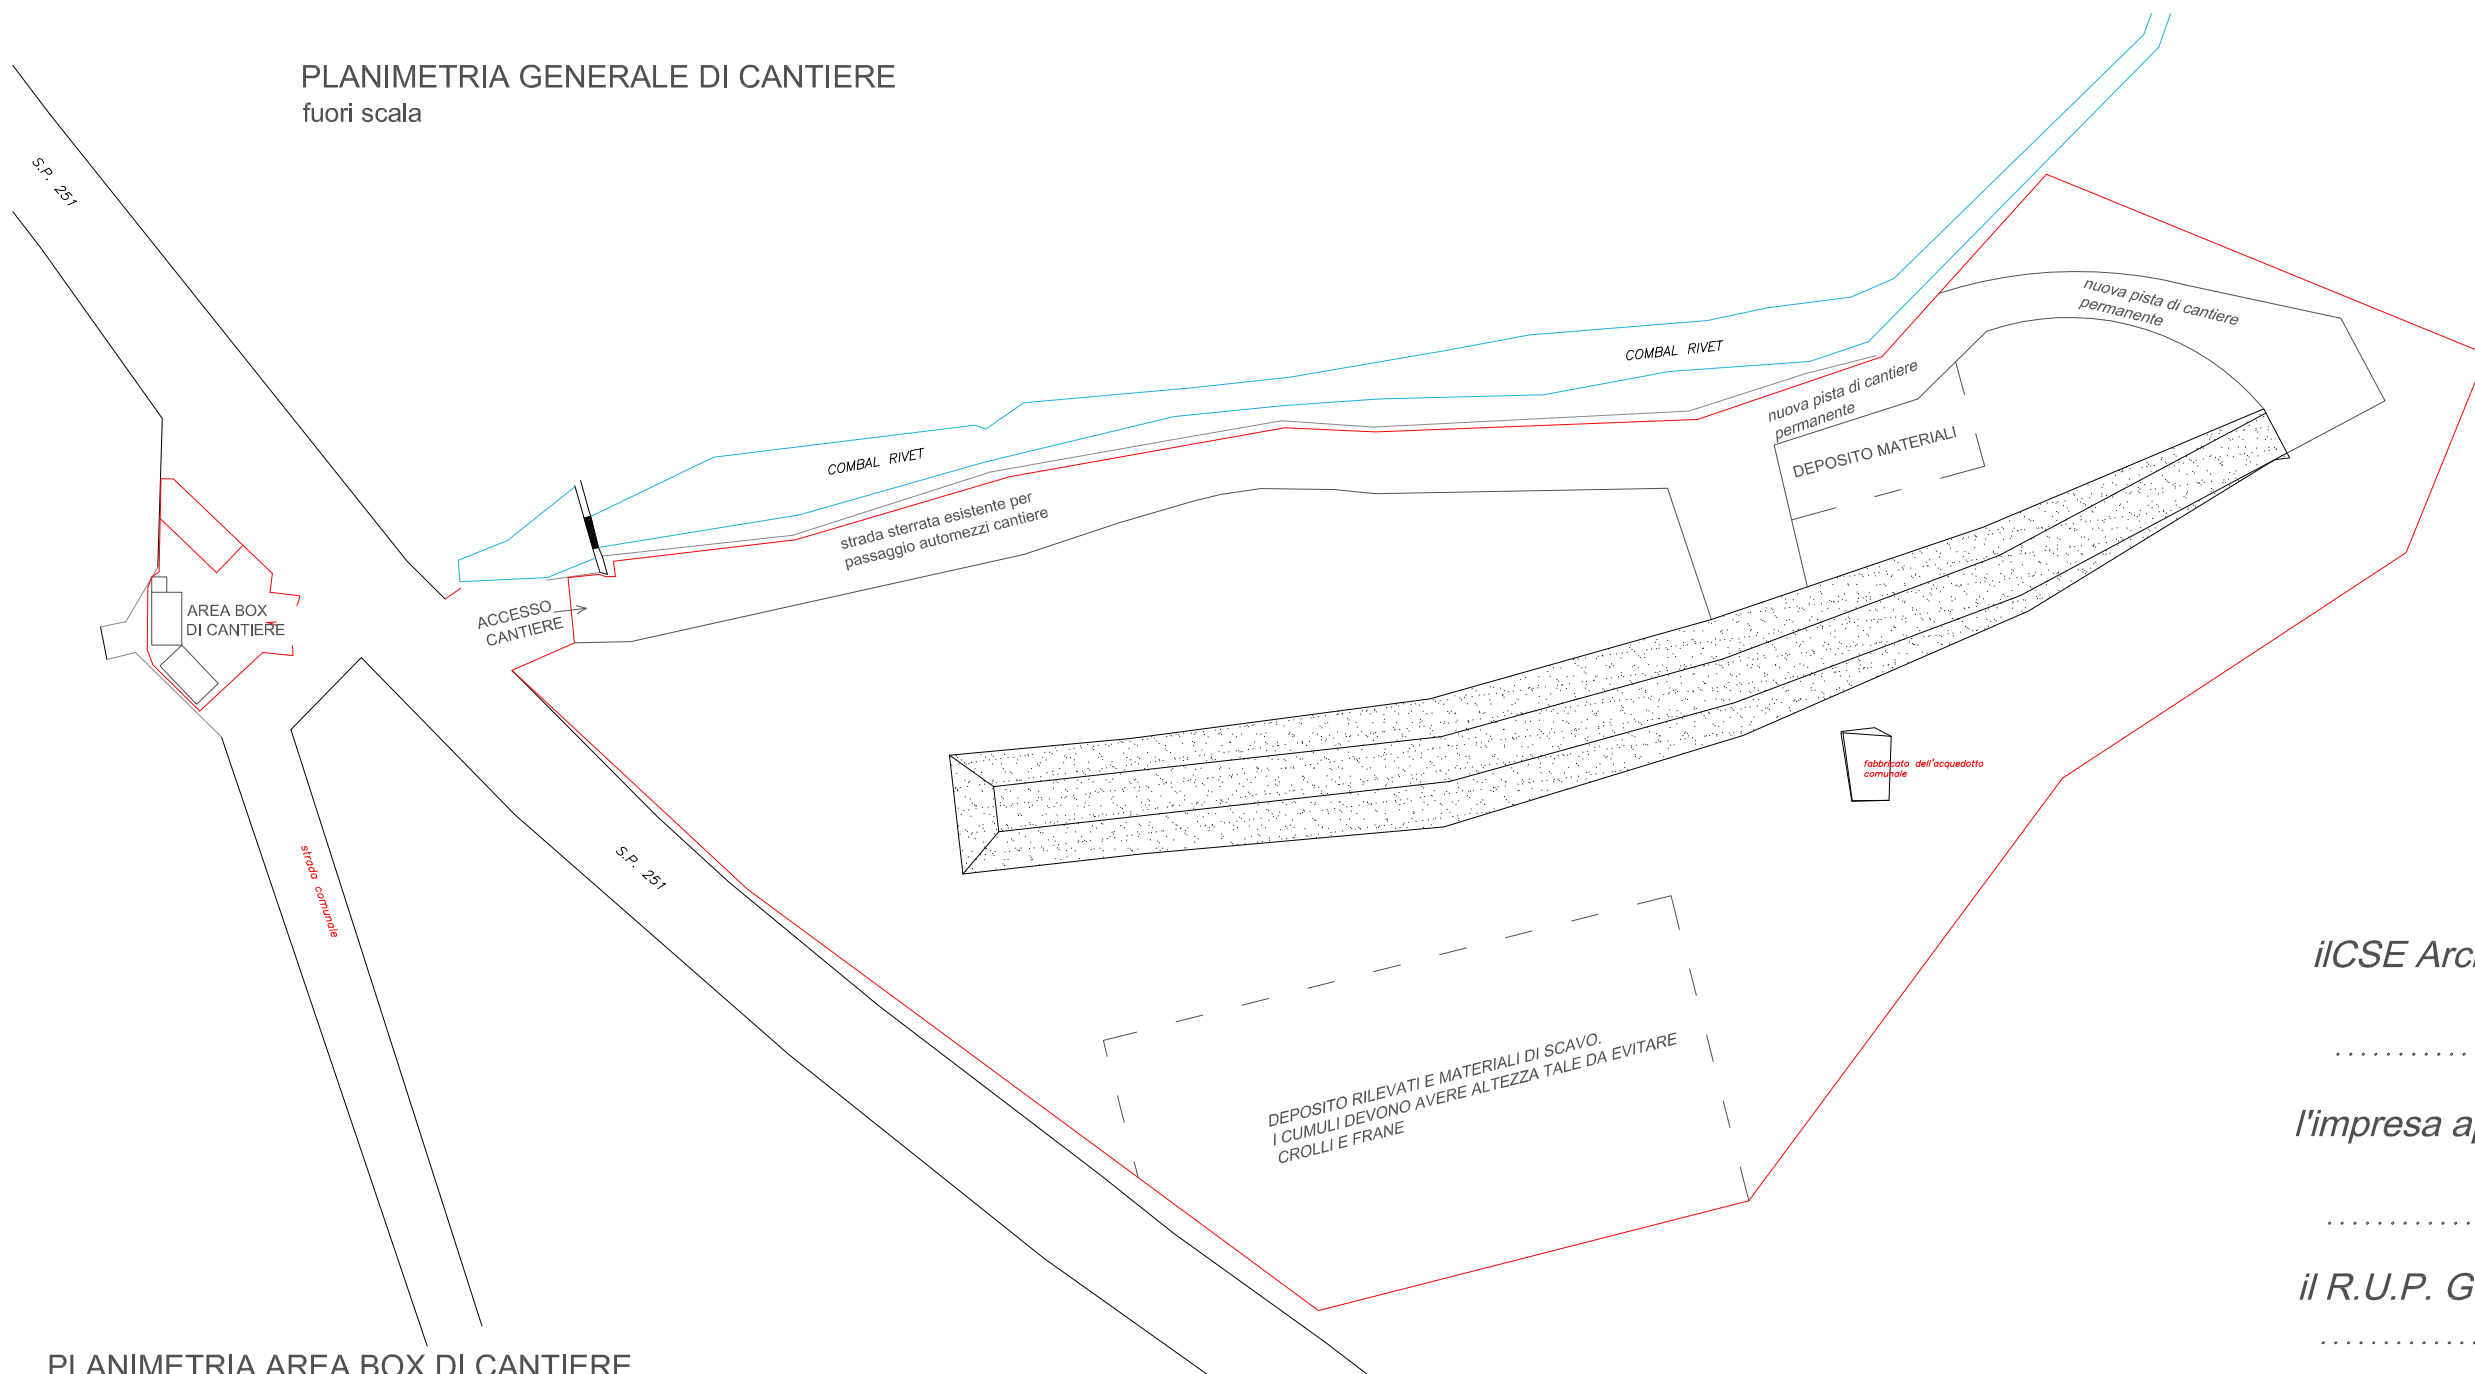 PLANIMETRIA GENERALE DI CANTIERE
fuori scala
S.P. 251
nuova pista di cantiere
permanente
COMBAL RIVET
nuova pista di cantiere
permanente
DEPOSITO MATERIALI
COMBAL RIVET
strada sterrata esistente per
passaggio automezzi cantiere
ACCESSO
CANTIERE
AREA BOX
DI CANTIERE
fabbricato dell'acquedotto
comunale
S.P. 251
strada comunale
ilCSE Arc
DEPOSITO RILEVATI E MATERIALI DI SCAVO.
I CUMULI DEVONO AVERE ALTEZZA TALE DA EVITARE
CROLLI E FRANE
...........
l'impresa a
............
il R.U.P. G
.............
PLANIMETRIA AREA BOX DI CANTIERE